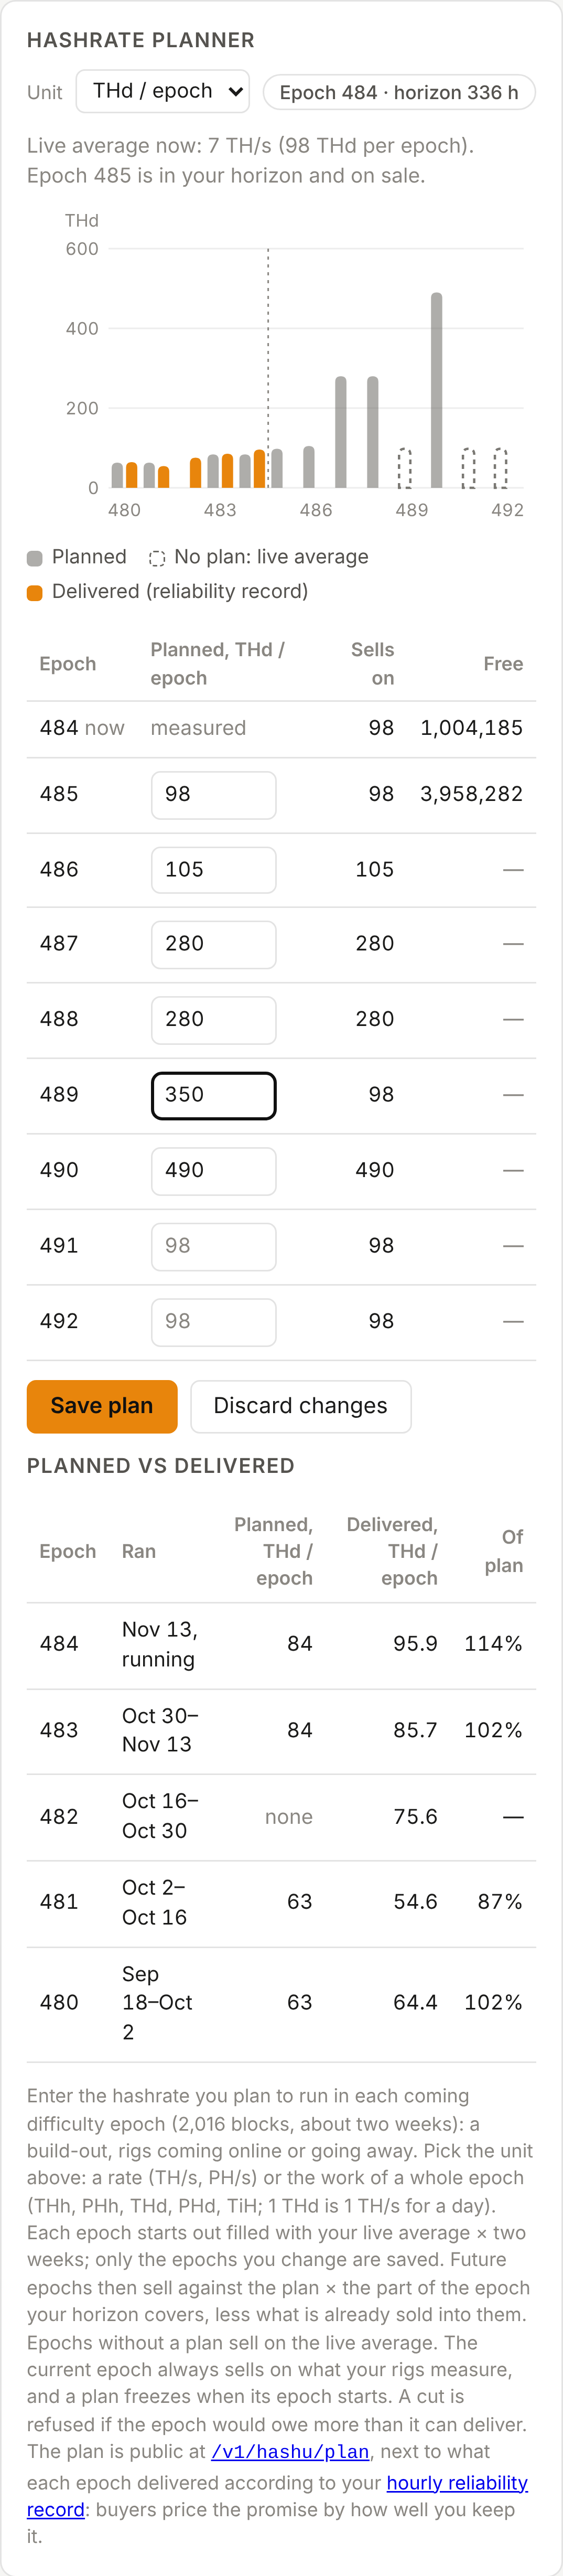 HASHRATE PLANNER
Unit THd / epoch Epoch 484 · horizon 336 h
Live average now: 7 TH/s (98 THd per epoch).
Epoch 485 is in your horizon and on sale.
THd
600
400
200
0
480 483 486 489 492
Planned No plan: live average
Delivered (reliability record)
Epoch Planned, THd / epoch Sells on Free
484 now measured 98 1,004,185
485 98 98 3,958,282
486 105 105 —
487 280 280 —
488 280 280 —
489 350 98 —
490 490 490 —
491 98 98 —
492 98 98 —
Save plan Discard changes
PLANNED VS DELIVERED
Epoch Ran Planned, THd / epoch Delivered, THd / epoch Of plan
484 Nov 13, running 84 95.9 114%
483 Oct 30–Nov 13 84 85.7 102%
482 Oct 16–Oct 30 none 75.6 —
481 Oct 2–Oct 16 63 54.6 87%
480 Sep 18–Oct 2 63 64.4 102%
Enter the hashrate you plan to run in each coming
difficulty epoch (2,016 blocks, about two weeks): a
build-out, rigs coming online or going away. Pick the unit
above: a rate (TH/s, PH/s) or the work of a whole epoch
(THh, PHh, THd, PHd, TiH; 1 THd is 1 TH/s for a day).
Each epoch starts out filled with your live average × two
weeks; only the epochs you change are saved. Future
epochs then sell against the plan × the part of the epoch
your horizon covers, less what is already sold into them.
Epochs without a plan sell on the live average. The
current epoch always sells on what your rigs measure,
and a plan freezes when its epoch starts. A cut is
refused if the epoch would owe more than it can deliver.
The plan is public at /v1/hashu/plan, next to what
each epoch delivered according to your hourly reliability
record: buyers price the promise by how well you keep
it.